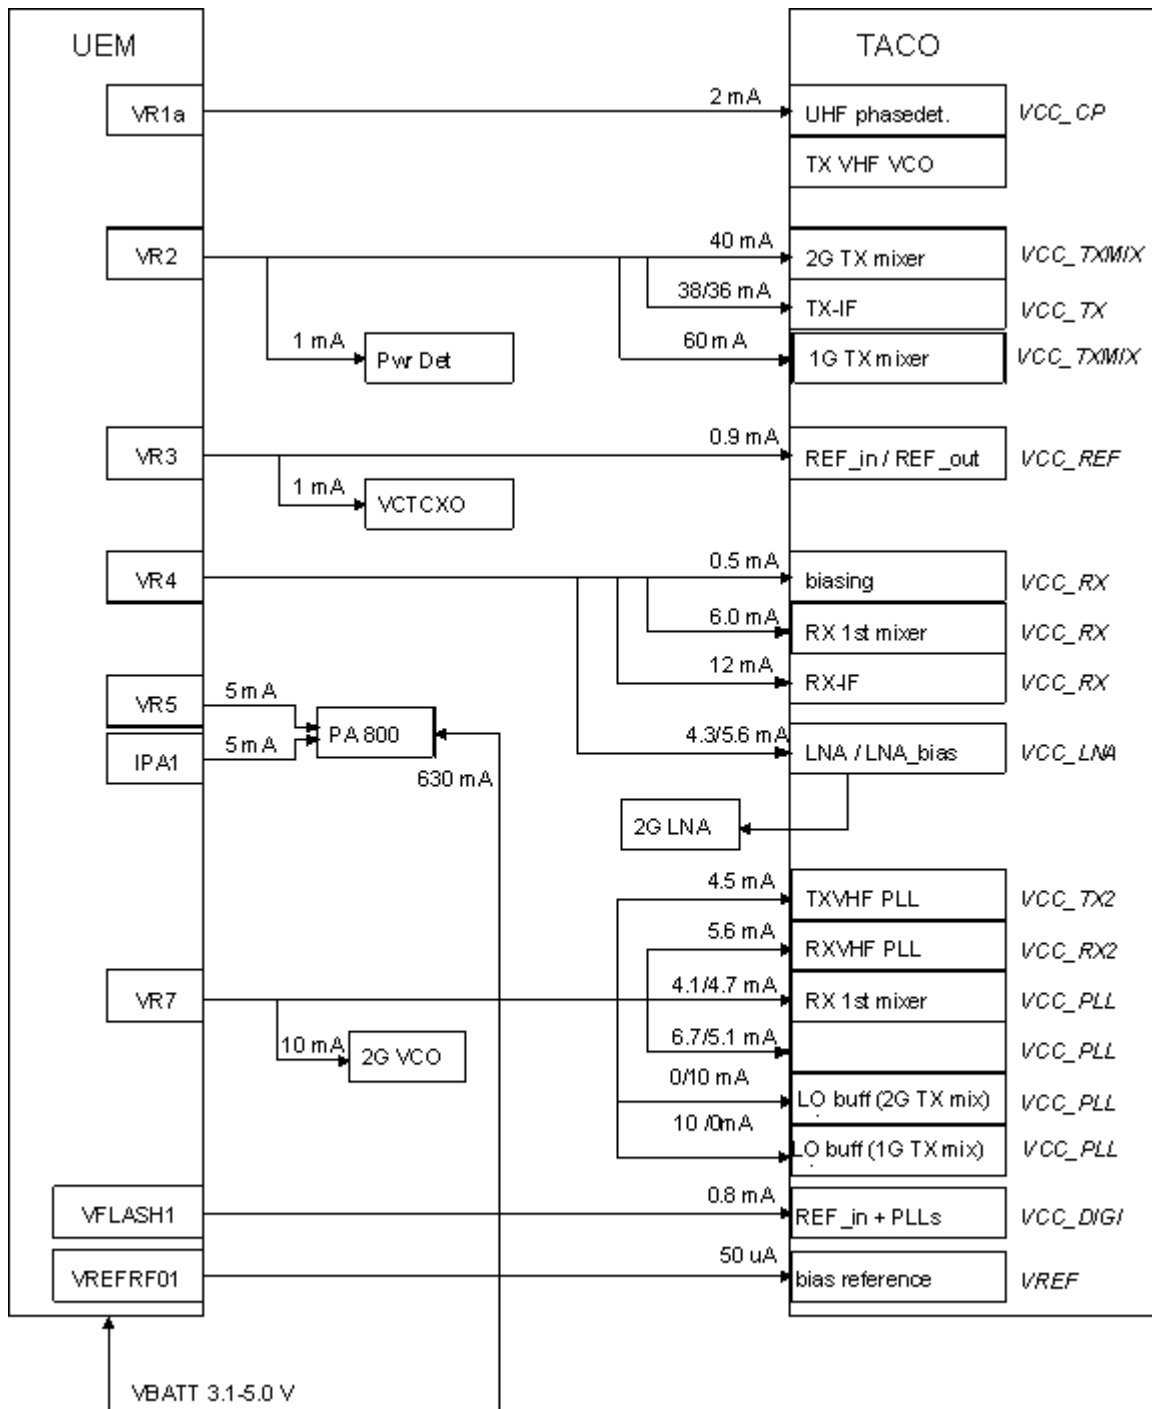 UEM
TACO
VR1a
2 mA
UHF phasedet.
VCC_CP
TX VHF VCO
VR2
40 mA
2G TX mixer
VCC_TXMIX
38/36 mA
TX-IF
VCC_TX
1 mA
Pwr Det
60 mA
1G TX mixer
VCC_TXMIX
VR3
0.9 mA
REF_in / REF_out
VCC_REF
1 mA
VCTCXO
VR4
0.5 mA
biasing
VCC_RX
6.0 mA
RX 1st mixer
VCC_RX
12 mA
RX-IF
VCC_RX
VR5
5 mA
PA 800
IPA1
5 mA
630 mA
4.3/5.6 mA
LNA / LNA_bias
VCC_LNA
2G LNA
4.5 mA
TXVHF PLL
VCC_TX2
5.6 mA
RXVHF PLL
VCC_RX2
VR7
4.1/4.7 mA
RX 1st mixer
VCC_PLL
10 mA
2G VCO
6.7/5.1 mA
VCC_PLL
0/10 mA
LO buff (2G TX mix)
VCC_PLL
10 /0mA
LO buff (1G TX mix)
VCC_PLL
VFLASH1
0.8 mA
REF_in + PLLs
VCC_DIGI
VREFRF01
50 uA
bias reference
VREF
VBATT 3.1-5.0 V